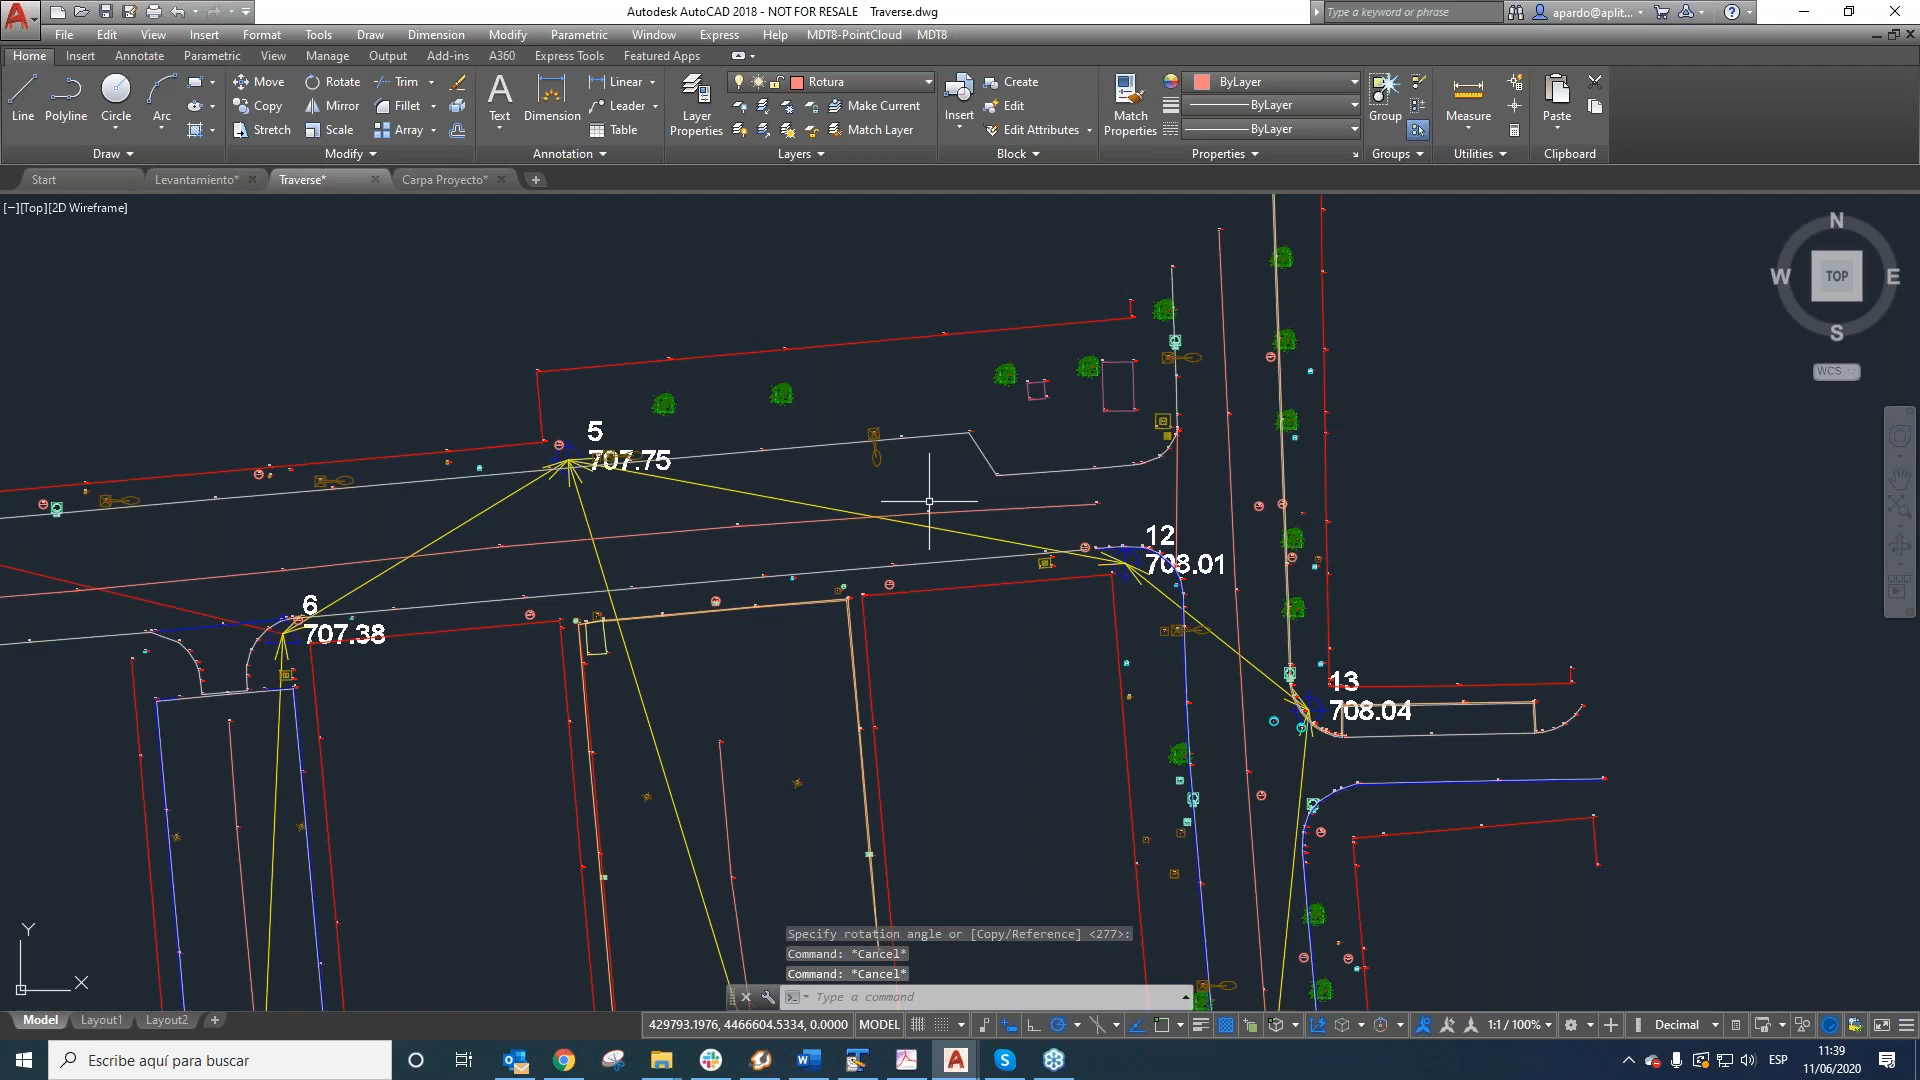 Autodesk AutoCAD 2018 - NOT FOR RESALE    Traverse.dwg
Type a keyword or phrase
apardo@aplit...
File Edit View Insert Format Tools Draw Dimension Modify Parametric Window Express Help MDT8-PointCloud MDT8
Home Insert Annotate Parametric View Manage Output Add-ins A360 Express Tools Featured Apps
Line Polyline Circle Arc
Move Rotate Trim
Copy Mirror Fillet
Stretch Scale Array
Text Dimension
Linear
Leader
Table
Layer Properties
Rotura
Make Current
Match Layer
Insert
Create
Edit
Edit Attributes
Match Properties
ByLayer
ByLayer
ByLayer
Group
Measure
Paste
Draw Modify Annotation Layers Block Properties Groups Utilities Clipboard
Start Levantamiento* Traverse* Carpa Proyecto*
[−][Top][2D Wireframe]
N
W TOP E
S
WCS
5
707.75
12
708.01
6
707.38
13
708.04
Y
X
Specify rotation angle or [Copy/Reference] <277>:
Command: *Cancel*
Command: *Cancel*
Type a command
Model Layout1 Layout2
429793.1976, 4466604.5334, 0.0000 MODEL 1:1 / 100% Decimal
Escribe aquí para buscar
ESP
11:39
11/06/2020